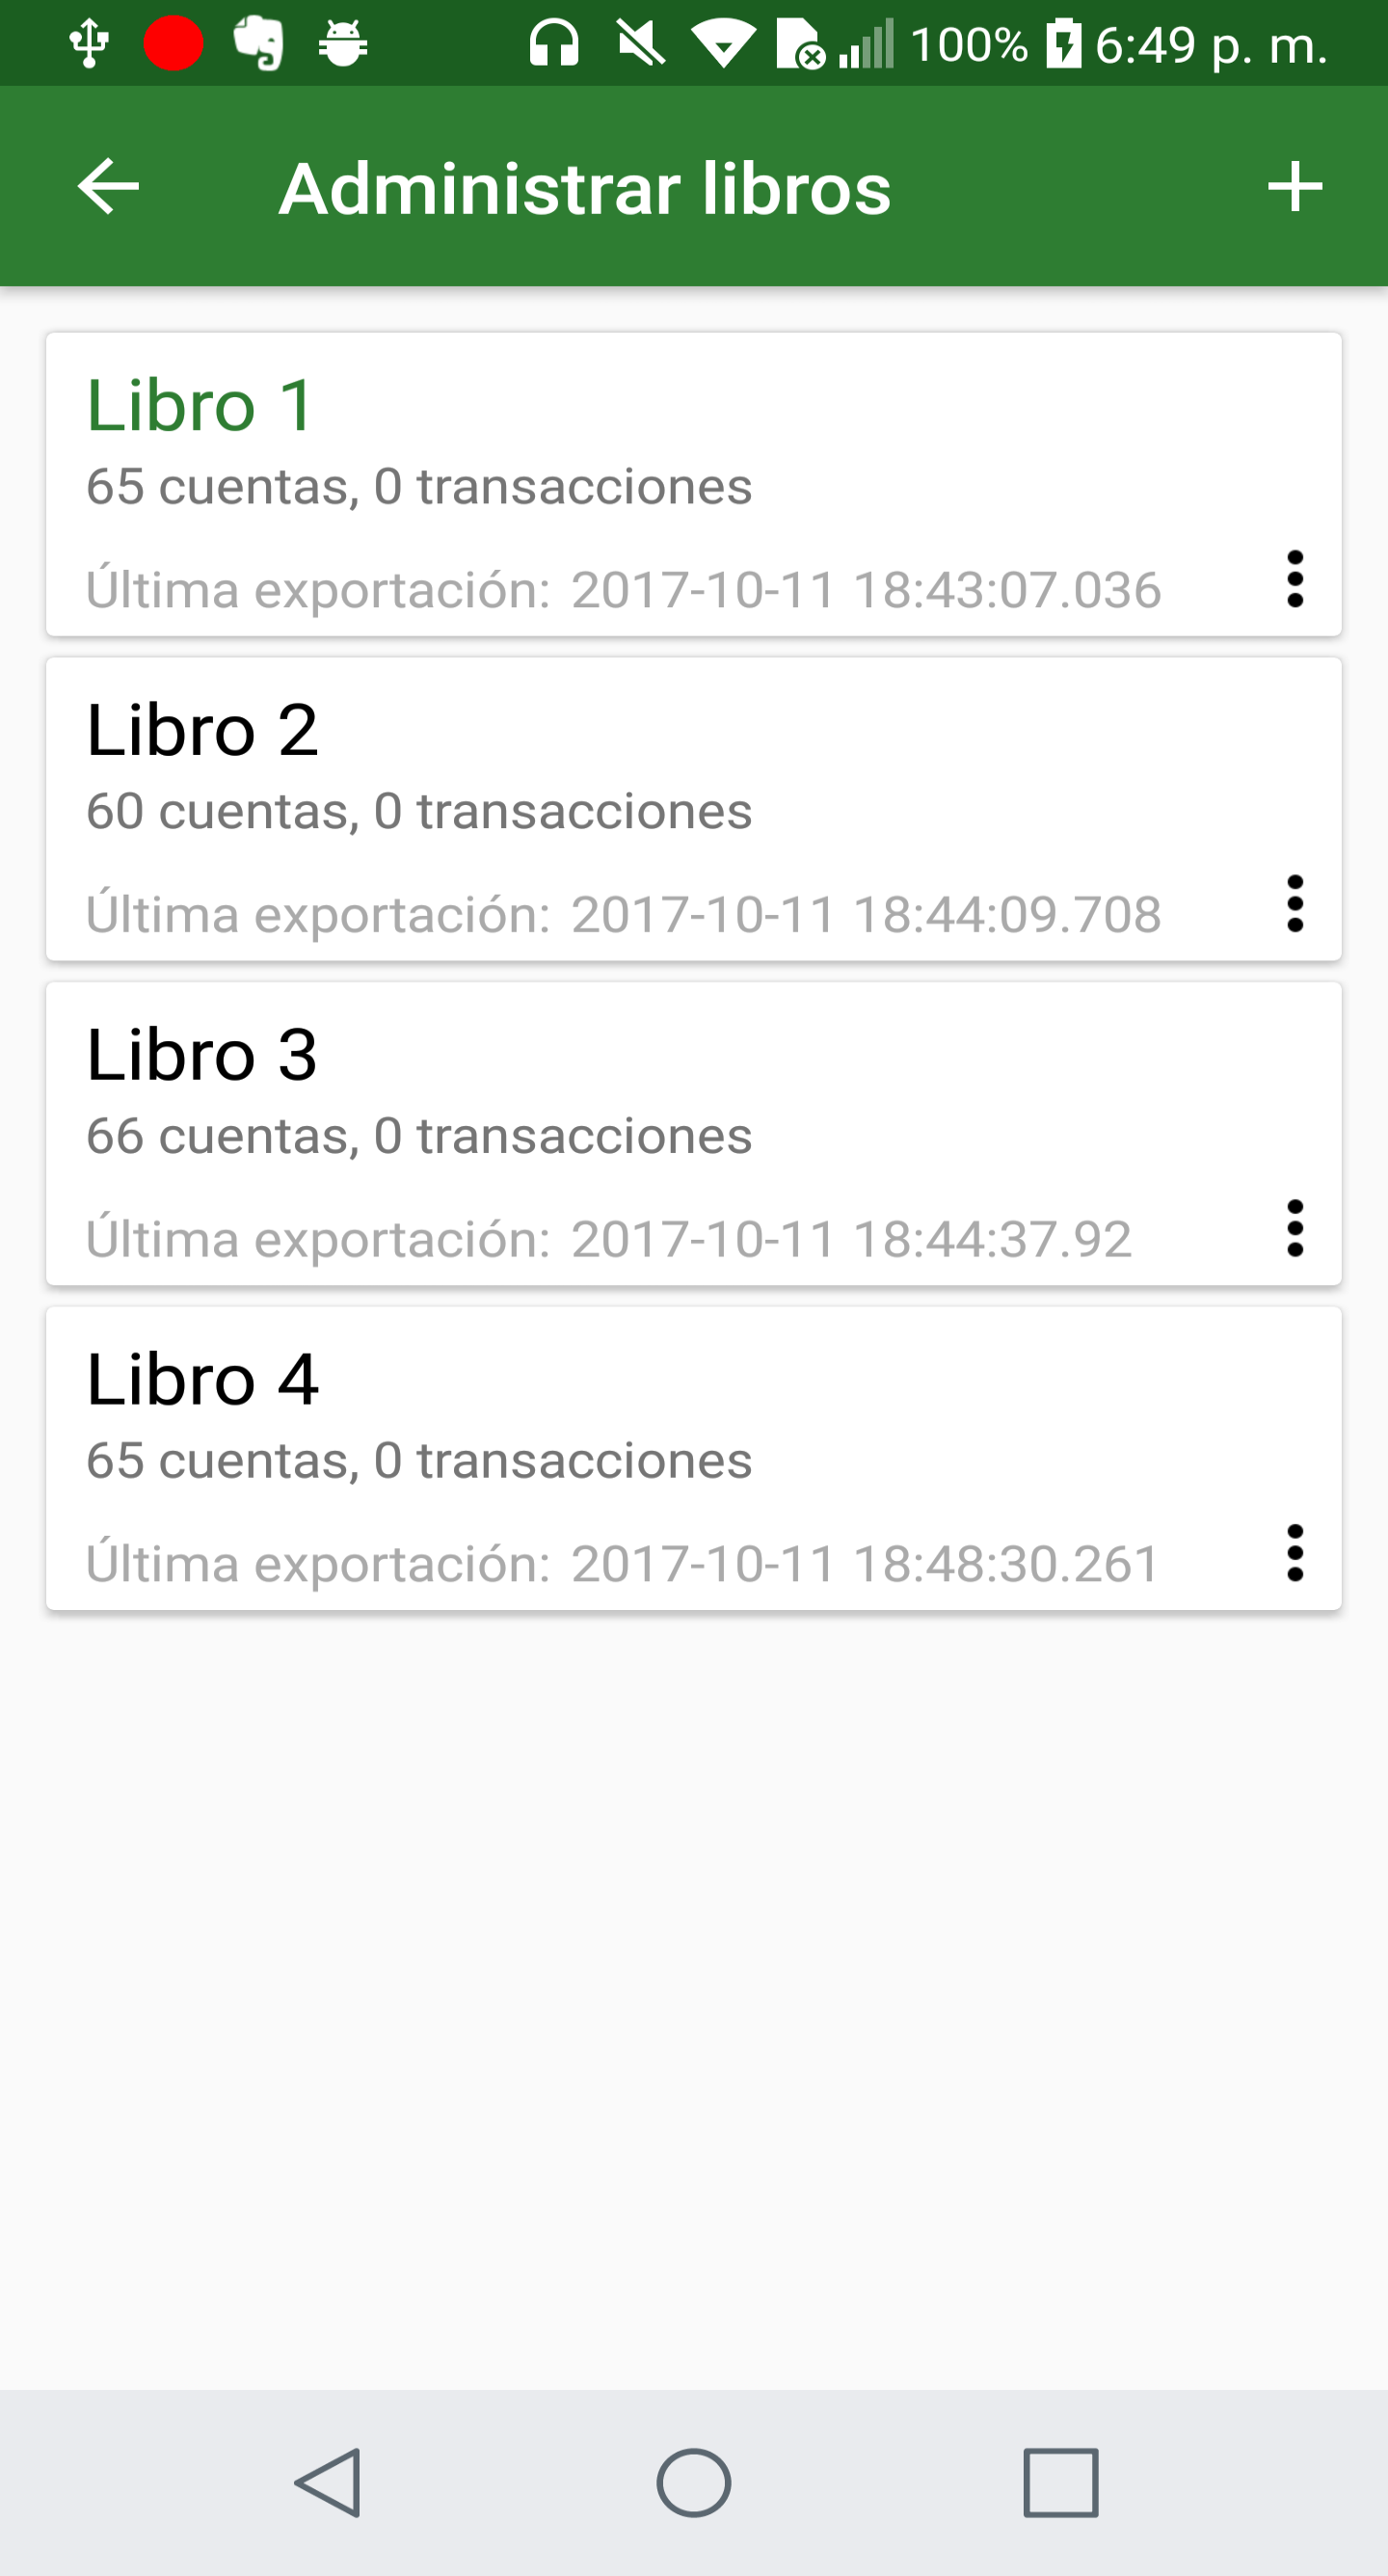 100% 6:49 p. m.
Administrar libros
Libro 1
65 cuentas, 0 transacciones
Última exportación: 2017-10-11 18:43:07.036
Libro 2
60 cuentas, 0 transacciones
Última exportación: 2017-10-11 18:44:09.708
Libro 3
66 cuentas, 0 transacciones
Última exportación: 2017-10-11 18:44:37.92
Libro 4
65 cuentas, 0 transacciones
Última exportación: 2017-10-11 18:48:30.261